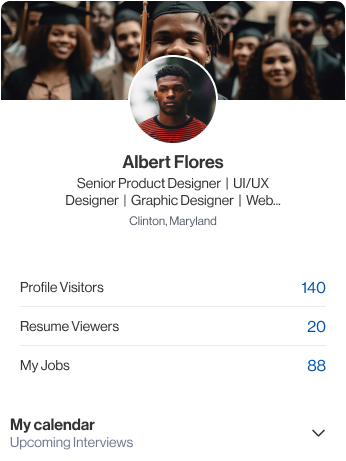 Albert Flores
Senior Product Designer | UI/UX
Designer | Graphic Designer | Web...
Clinton, Maryland
Profile Visitors 140
Resume Viewers 20
My Jobs 88
My calendar
Upcoming Interviews